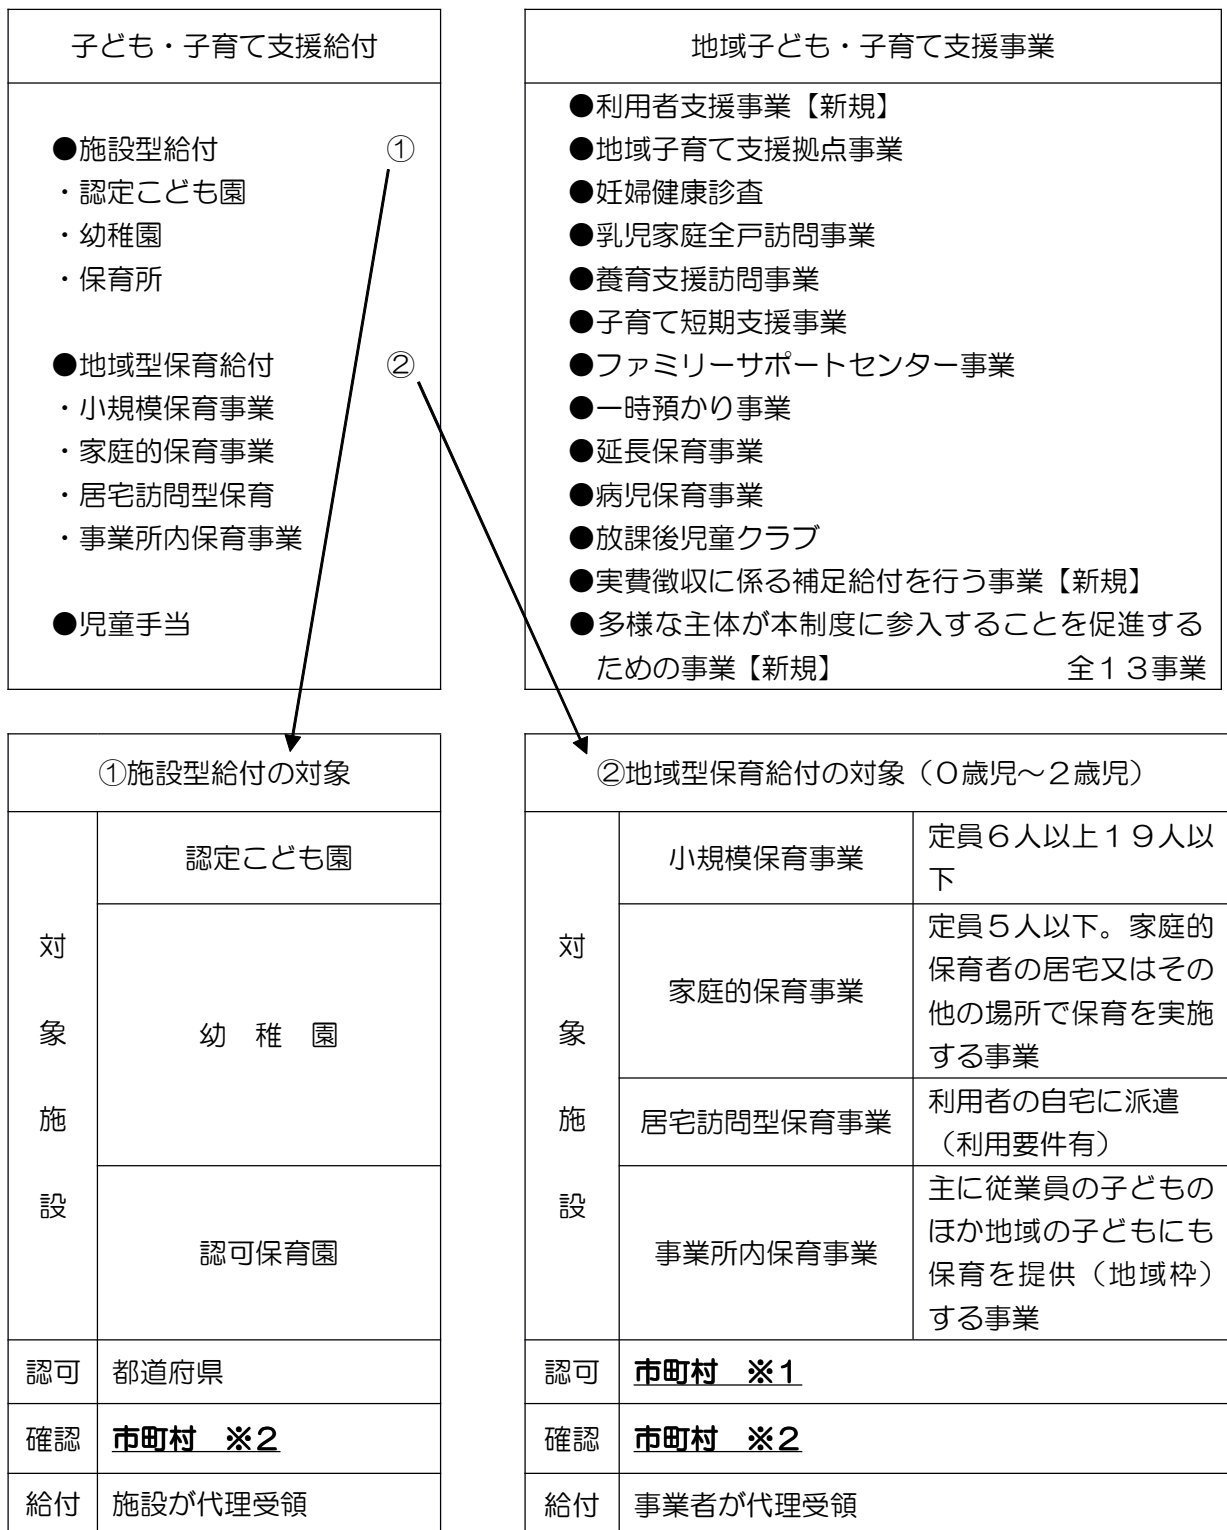 子ども・子育て支援給付
●施設型給付 ①
・認定こども園
・幼稚園
・保育所
●地域型保育給付 ②
・小規模保育事業
・家庭的保育事業
・居宅訪問型保育
・事業所内保育事業
●児童手当
地域子ども・子育て支援事業
●利用者支援事業【新規】
●地域子育て支援拠点事業
●妊婦健康診査
●乳児家庭全戸訪問事業
●養育支援訪問事業
●子育て短期支援事業
●ファミリーサポートセンター事業
●一時預かり事業
●延長保育事業
●病児保育事業
●放課後児童クラブ
●実費徴収に係る補足給付を行う事業【新規】
●多様な主体が本制度に参入することを促進する
ための事業【新規】 全13事業
①施設型給付の対象
対象施設
認定こども園
幼 稚 園
認可保育園
認可 都道府県
確認 市町村 ※2
給付 施設が代理受領
②地域型保育給付の対象（0歳児～2歳児）
対象施設
小規模保育事業
定員6人以上19人以
下
家庭的保育事業
定員5人以下。家庭的
保育者の居宅又はその
他の場所で保育を実施
する事業
居宅訪問型保育事業
利用者の自宅に派遣
（利用要件有）
事業所内保育事業
主に従業員の子どもの
ほか地域の子どもにも
保育を提供（地域枠）
する事業
認可 市町村 ※1
確認 市町村 ※2
給付 事業者が代理受領